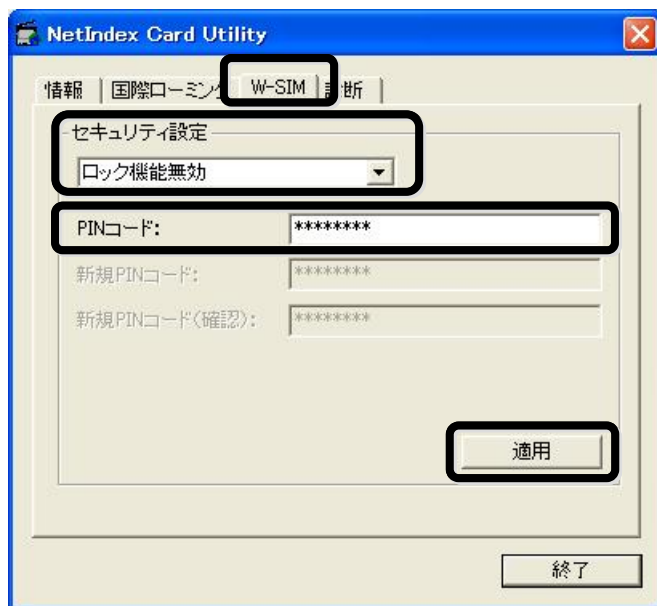 NetIndex Card Utility
情報 国際ローミング W-SIM 診断
セキュリティ設定
ロック機能無効
PINコード: ********
新規PINコード: ********
新規PINコード(確認): ********
適用
終了